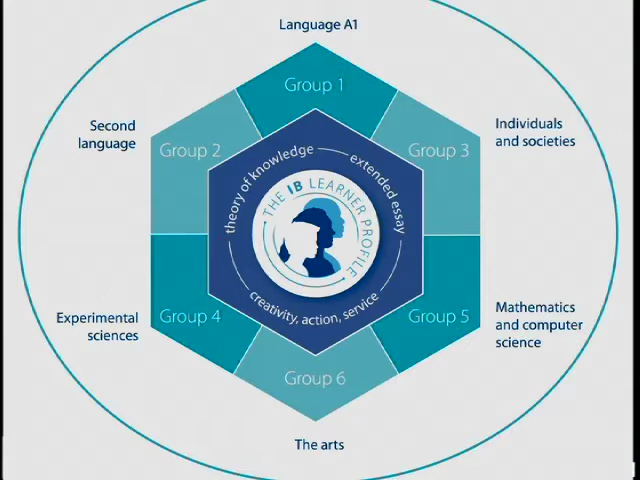 Language A1
Group 1
Second
language
Group 2
Individuals
and societies
Group 3
theory of knowledge
extended essay
THE IB LEARNER PROFILE
creativity, action, service
Experimental
sciences
Group 4
Group 5
Mathematics
and computer
science
Group 6
The arts